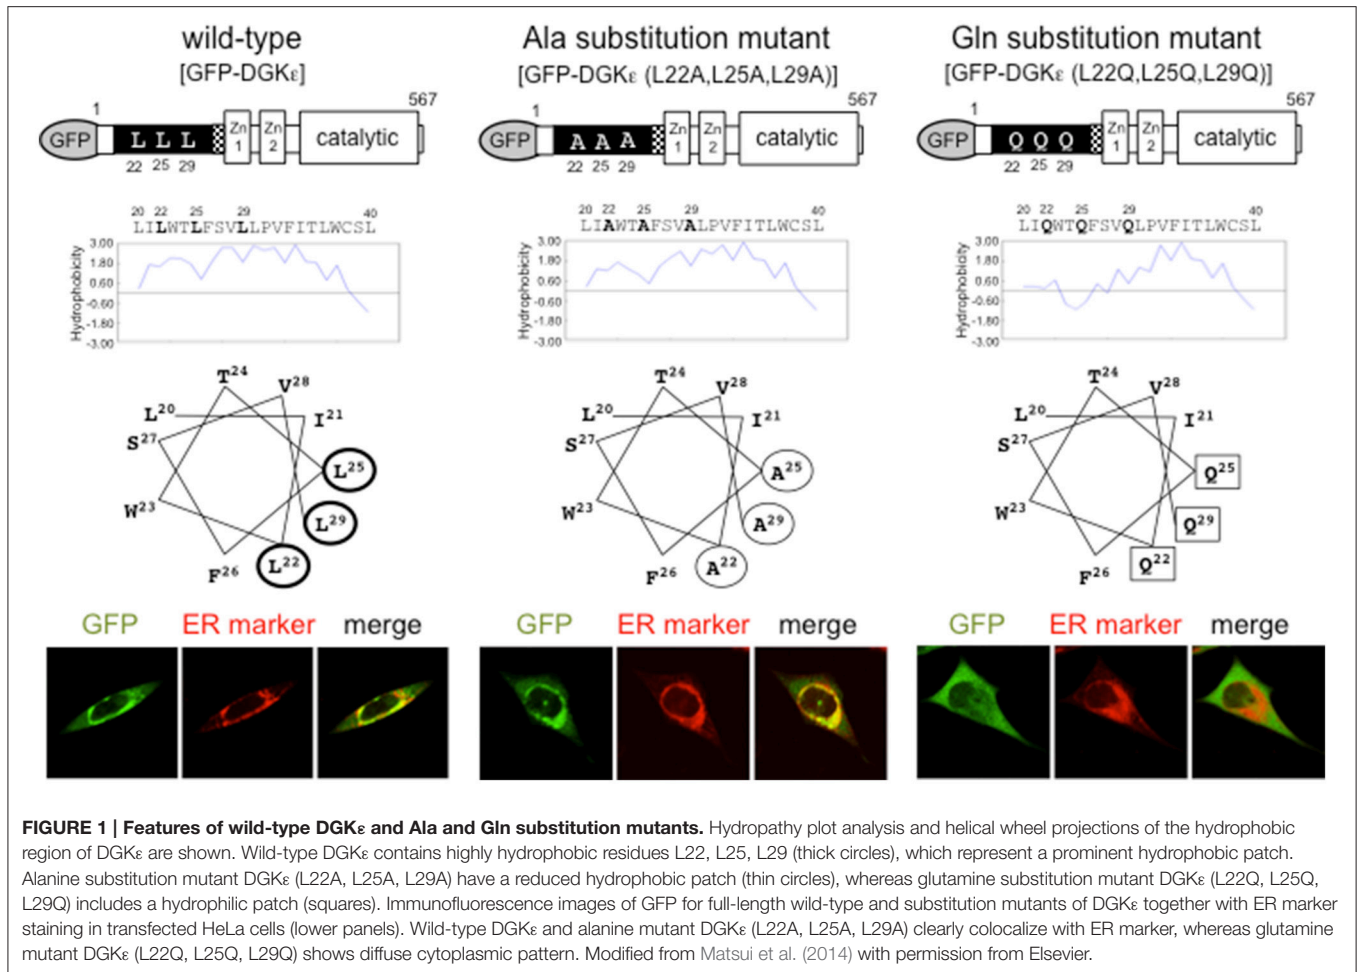 wild-type
[GFP-DGKε]
1
567
GFP
L L L
Zn
1
Zn
2
catalytic
22 25 29
20 22 25 29 40
LILWTLFSVLLLPVFITLWCSL
Hydrophobicity
3.00
1.80
0.60
-0.60
-1.80
-3.00
T24
V28
L20
I21
S27
L25
W23
L29
F26
L22
GFP
ER marker
merge
Ala substitution mutant
[GFP-DGKε (L22A,L25A,L29A)]
1
567
GFP
A A A
Zn
1
Zn
2
catalytic
22 25 29
20 22 25 29 40
LIAWTAFSVALPVFITLWCSL
Hydrophobicity
3.00
1.80
0.60
-0.60
-1.80
-3.00
T24
V28
L20
I21
S27
A25
W23
A29
F26
A22
GFP
ER marker
merge
Gln substitution mutant
[GFP-DGKε (L22Q,L25Q,L29Q)]
1
567
GFP
Q Q Q
Zn
1
Zn
2
catalytic
22 25 29
20 22 25 29 40
LIQWTQFSVQLPVFITLWCSL
Hydrophobicity
3.00
1.80
0.60
-0.60
-1.80
-3.00
T24
V28
L20
I21
S27
Q25
W23
Q29
F26
Q22
GFP
ER marker
merge
FIGURE 1 | Features of wild-type DGKε and Ala and Gln substitution mutants. Hydropathy plot analysis and helical wheel projections of the hydrophobic
region of DGKε are shown. Wild-type DGKε contains highly hydrophobic residues L22, L25, L29 (thick circles), which represent a prominent hydrophobic patch.
Alanine substitution mutant DGKε (L22A, L25A, L29A) have a reduced hydrophobic patch (thin circles), whereas glutamine substitution mutant DGKε (L22Q, L25Q,
L29Q) includes a hydrophilic patch (squares). Immunofluorescence images of GFP for full-length wild-type and substitution mutants of DGKε together with ER marker
staining in transfected HeLa cells (lower panels). Wild-type DGKε and alanine mutant DGKε (L22A, L25A, L29A) clearly colocalize with ER marker, whereas glutamine
mutant DGKε (L22Q, L25Q, L29Q) shows diffuse cytoplasmic pattern. Modified from Matsui et al. (2014) with permission from Elsevier.